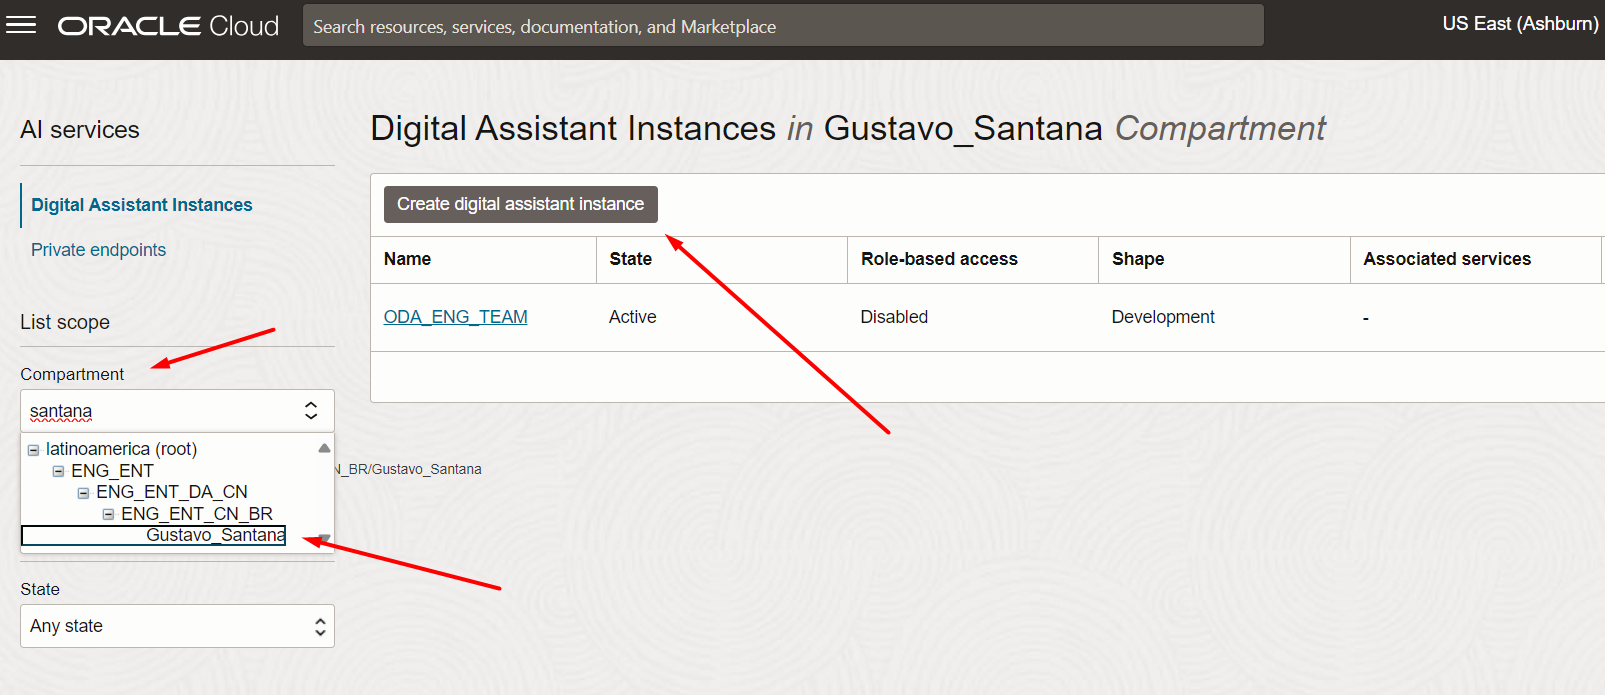 ORACLE Cloud
Search resources, services, documentation, and Marketplace
US East (Ashburn)
AI services
Digital Assistant Instances
Private endpoints
List scope
Compartment
santana
latinoamerica (root)
ENG_ENT
ENG_ENT_DA_CN
ENG_ENT_CN_BR
Gustavo_Santana
State
Any state
Digital Assistant Instances in Gustavo_Santana Compartment
Create digital assistant instance
Name State Role-based access Shape Associated services
ODA_ENG_TEAM Active Disabled Development -
_BR/Gustavo_Santana